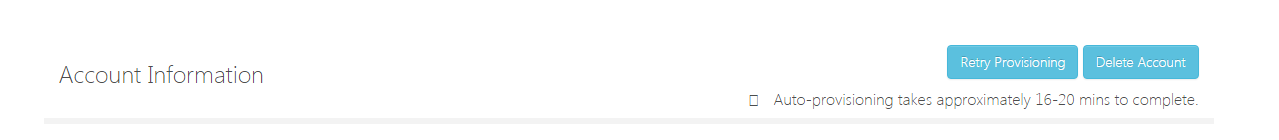 Retry Provisioning
Delete Account
Account Information
Auto-provisioning takes approximately 16-20 mins to complete.